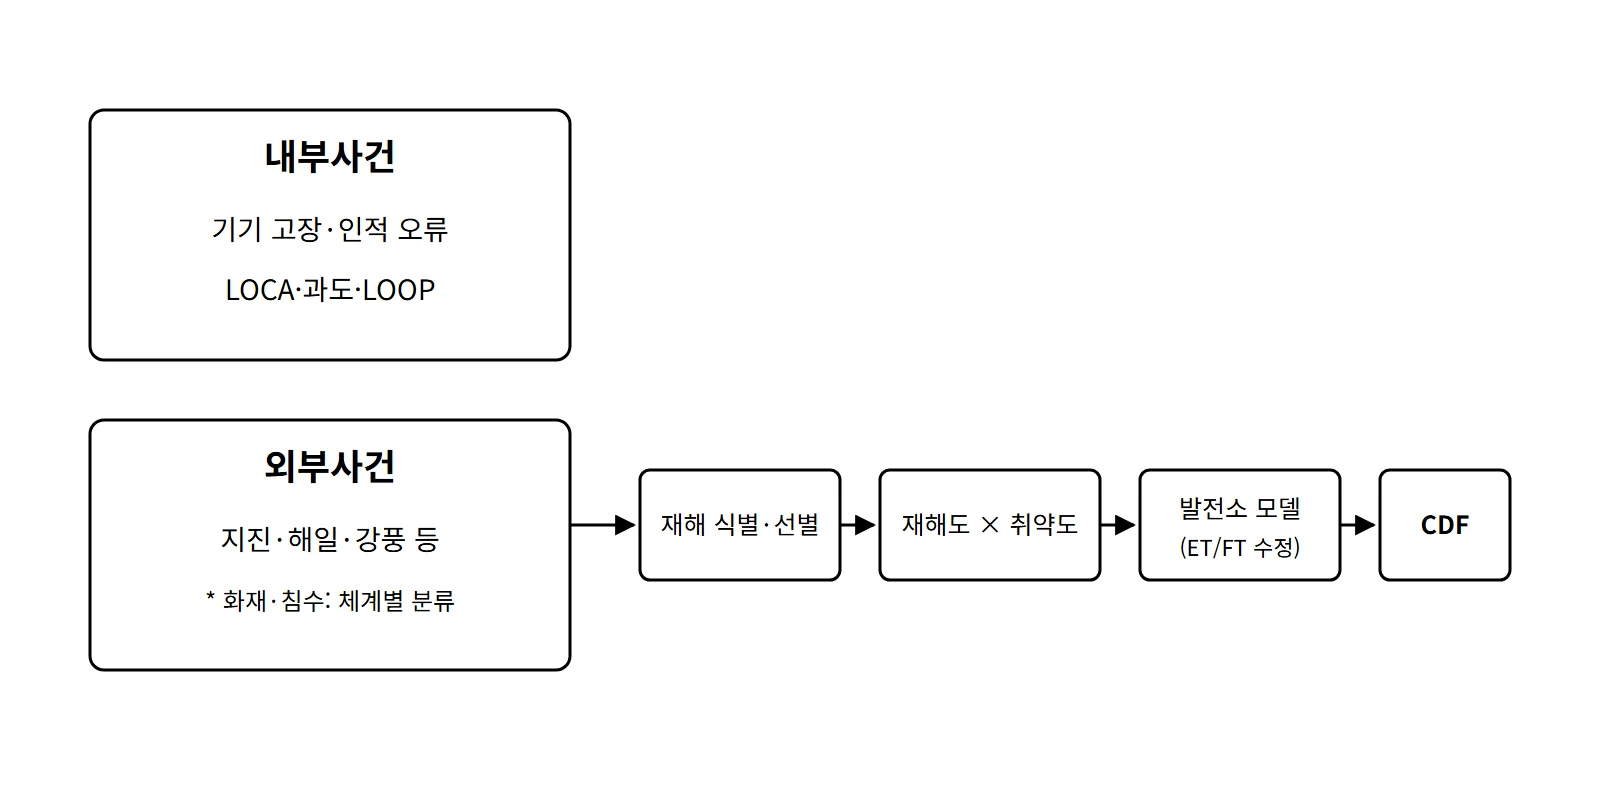 내부사건
기기 고장·인적 오류
LOCA·과도·LOOP
외부사건
지진·해일·강풍 등
* 화재·침수: 체계별 분류
재해 식별·선별
재해도 × 취약도
발전소 모델
(ET/FT 수정)
CDF